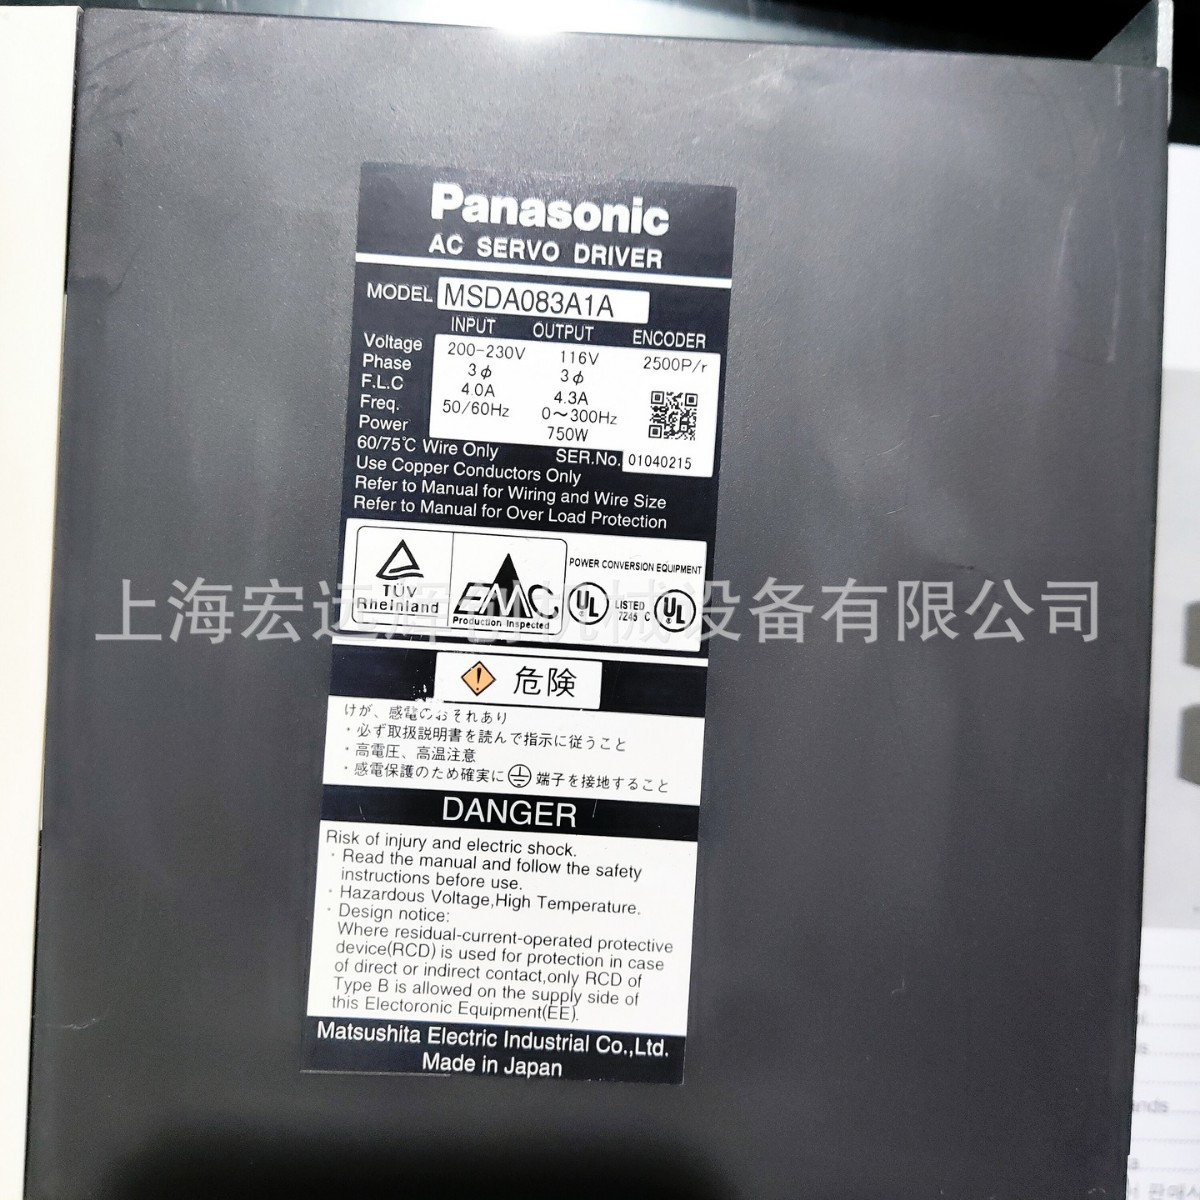 Panasonic
AC SERVO DRIVER
MODEL MSDA083A1A
INPUT OUTPUT ENCODER
Voltage 200-230V 116V 2500P/r
Phase 3ϕ 3ϕ
F.L.C 4.0A 4.3A
Freq. 50/60Hz 0～300Hz
Power 750W
60/75℃ Wire Only SER.No. 01040215
Use Copper Conductors Only
Refer to Manual for Wiring and Wire Size
Refer to Manual for Over Load Protection
POWER CONVERSION EQUIPMENT
TÜV
Rheinland
EMC
Production Inspected
UL LISTED 7245 C UL
上海宏远辉创机械设备有限公司
危険
けが、感電のおそれあり
・必ず取扱説明書を読んで指示に従うこと
・高電圧、高温注意
・感電保護のため確実に 端子を接地すること
DANGER
Risk of injury and electric shock.
・Read the manual and follow the safety
instructions before use.
・Hazardous Voltage,High Temperature.
・Design notice:
Where residual-current-operated protective
device(RCD) is used for protection in case
of direct or indirect contact,only RCD of
Type B is allowed on the supply side of
this Electoronic Equipment(EE).
Matsushita Electric Industrial Co.,Ltd.
Made in Japan